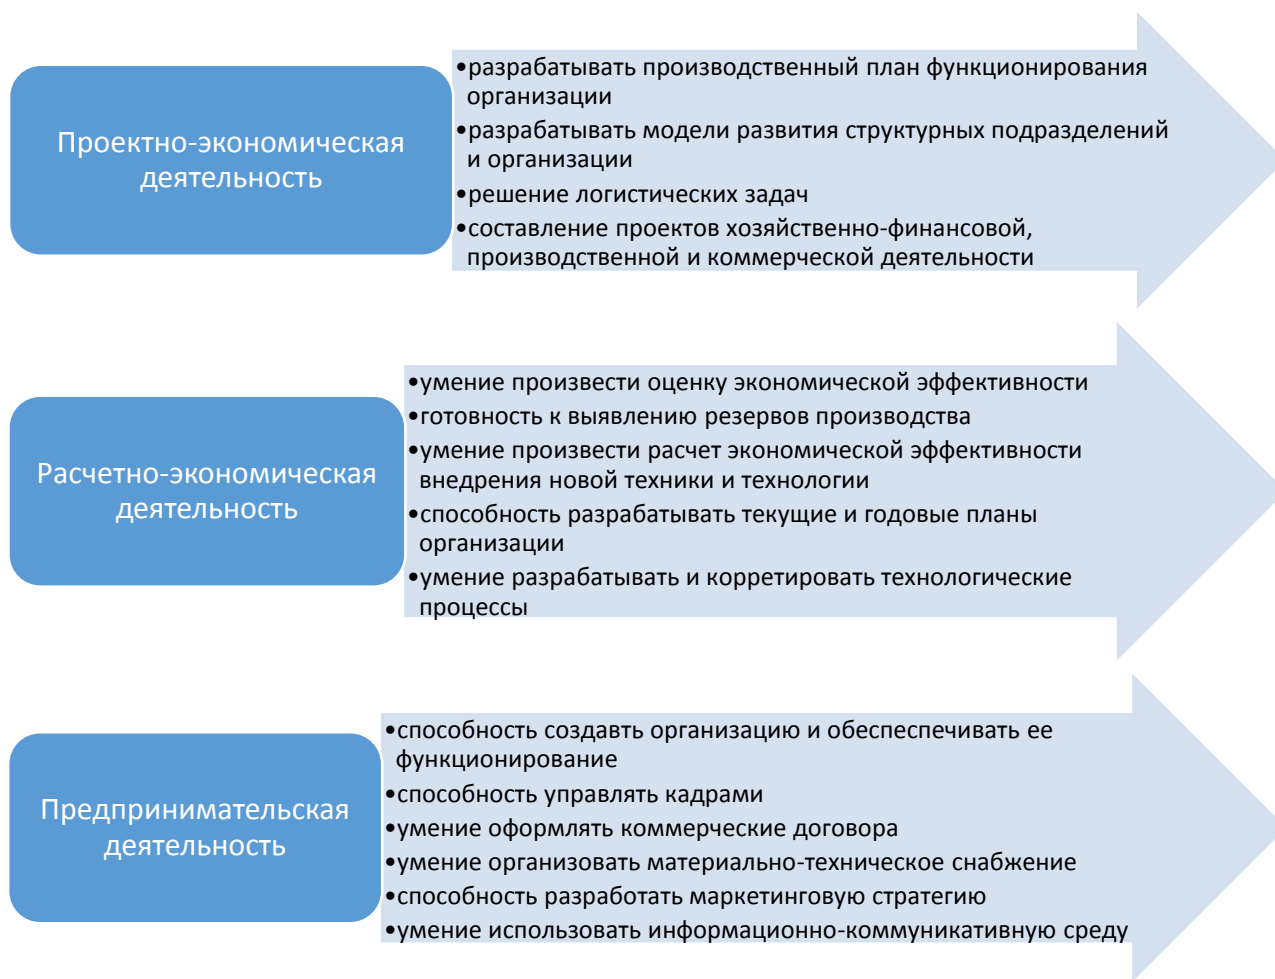 Проектно-экономическая
деятельность
•разрабатывать производственный план функционирования
организации
•разрабатывать модели развития структурных подразделений
и организации
•решение логистических задач
•составление проектов хозяйственно-финансовой,
производственной и коммерческой деятельности
Расчетно-экономическая
деятельность
•умение произвести оценку экономической эффективности
•готовность к выявлению резервов производства
•умение произвести расчет экономической эффективности
внедрения новой техники и технологии
•способность разрабатывать текущие и годовые планы
организации
•умение разрабатывать и корретировать технологические
процессы
Предпринимательская
деятельность
•способность создавть организацию и обеспеспечивать ее
функционирование
•способность управлять кадрами
•умение оформлять коммерческие договора
•умение организовать материально-техническое снабжение
•способность разработать маркетинговую стратегию
•умение использовать информационно-коммуникативную среду